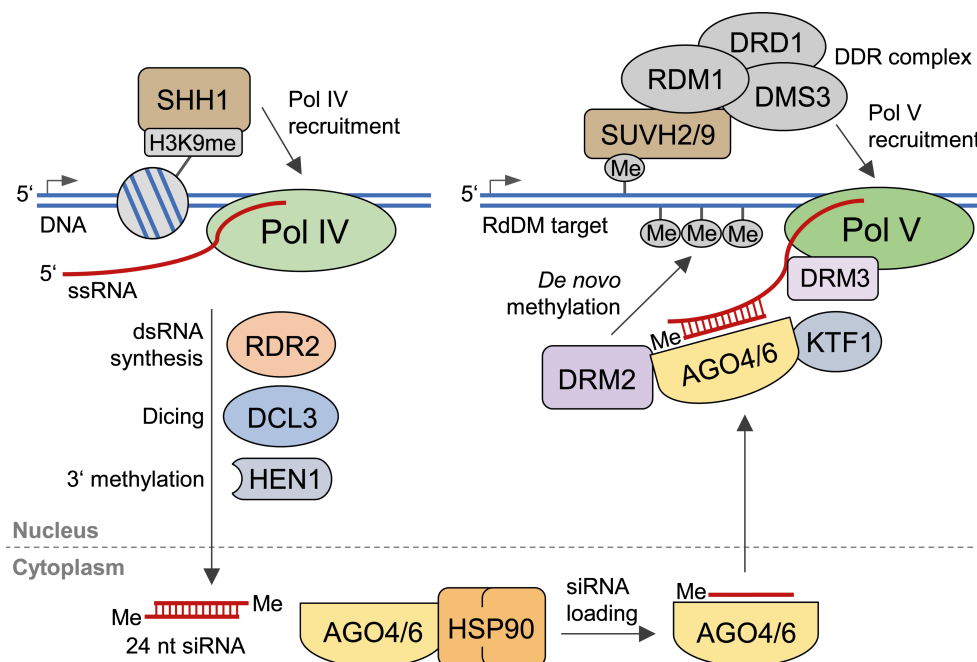 SHH1
H3K9me
Pol IV
recruitment
5‘
DNA
Pol IV
5‘
ssRNA
dsRNA
synthesis
RDR2
Dicing
DCL3
3‘ methylation
HEN1
Nucleus
Cytoplasm
Me
Me
24 nt siRNA
AGO4/6
HSP90
siRNA
loading
Me
AGO4/6
DRD1
RDM1
DMS3
DDR complex
SUVH2/9
Me
Pol V
recruitment
5‘
RdDM target
Me
Me
Me
Pol V
DRM3
De novo
methylation
Me
DRM2
AGO4/6
KTF1